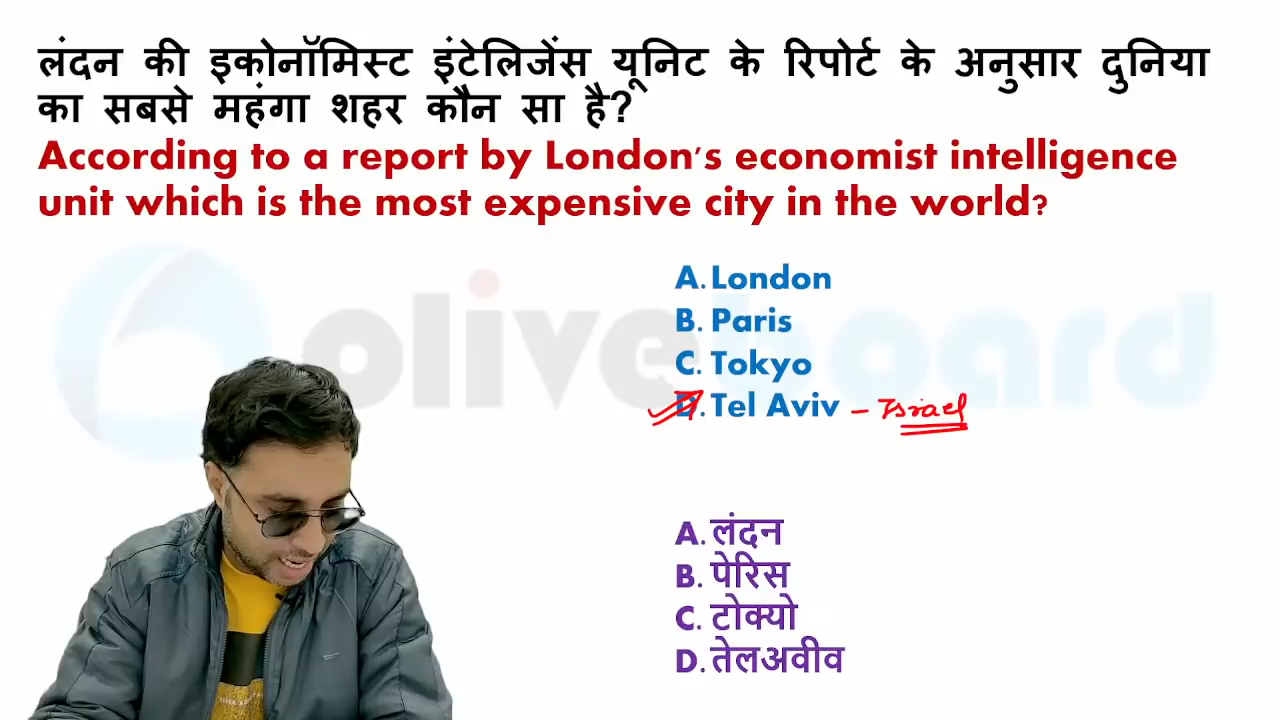 लंदन की इकोनॉमिस्ट इंटेलिजेंस यूनिट के रिपोर्ट के अनुसार दुनिया
का सबसे महंगा शहर कौन सा है?
According to a report by London's economist intelligence
unit which is the most expensive city in the world?
oliveboard
A. London
B. Paris
C. Tokyo
D. Tel Aviv – Israel
A. लंदन
B. पेरिस
C. टोक्यो
D. तेलअवीव